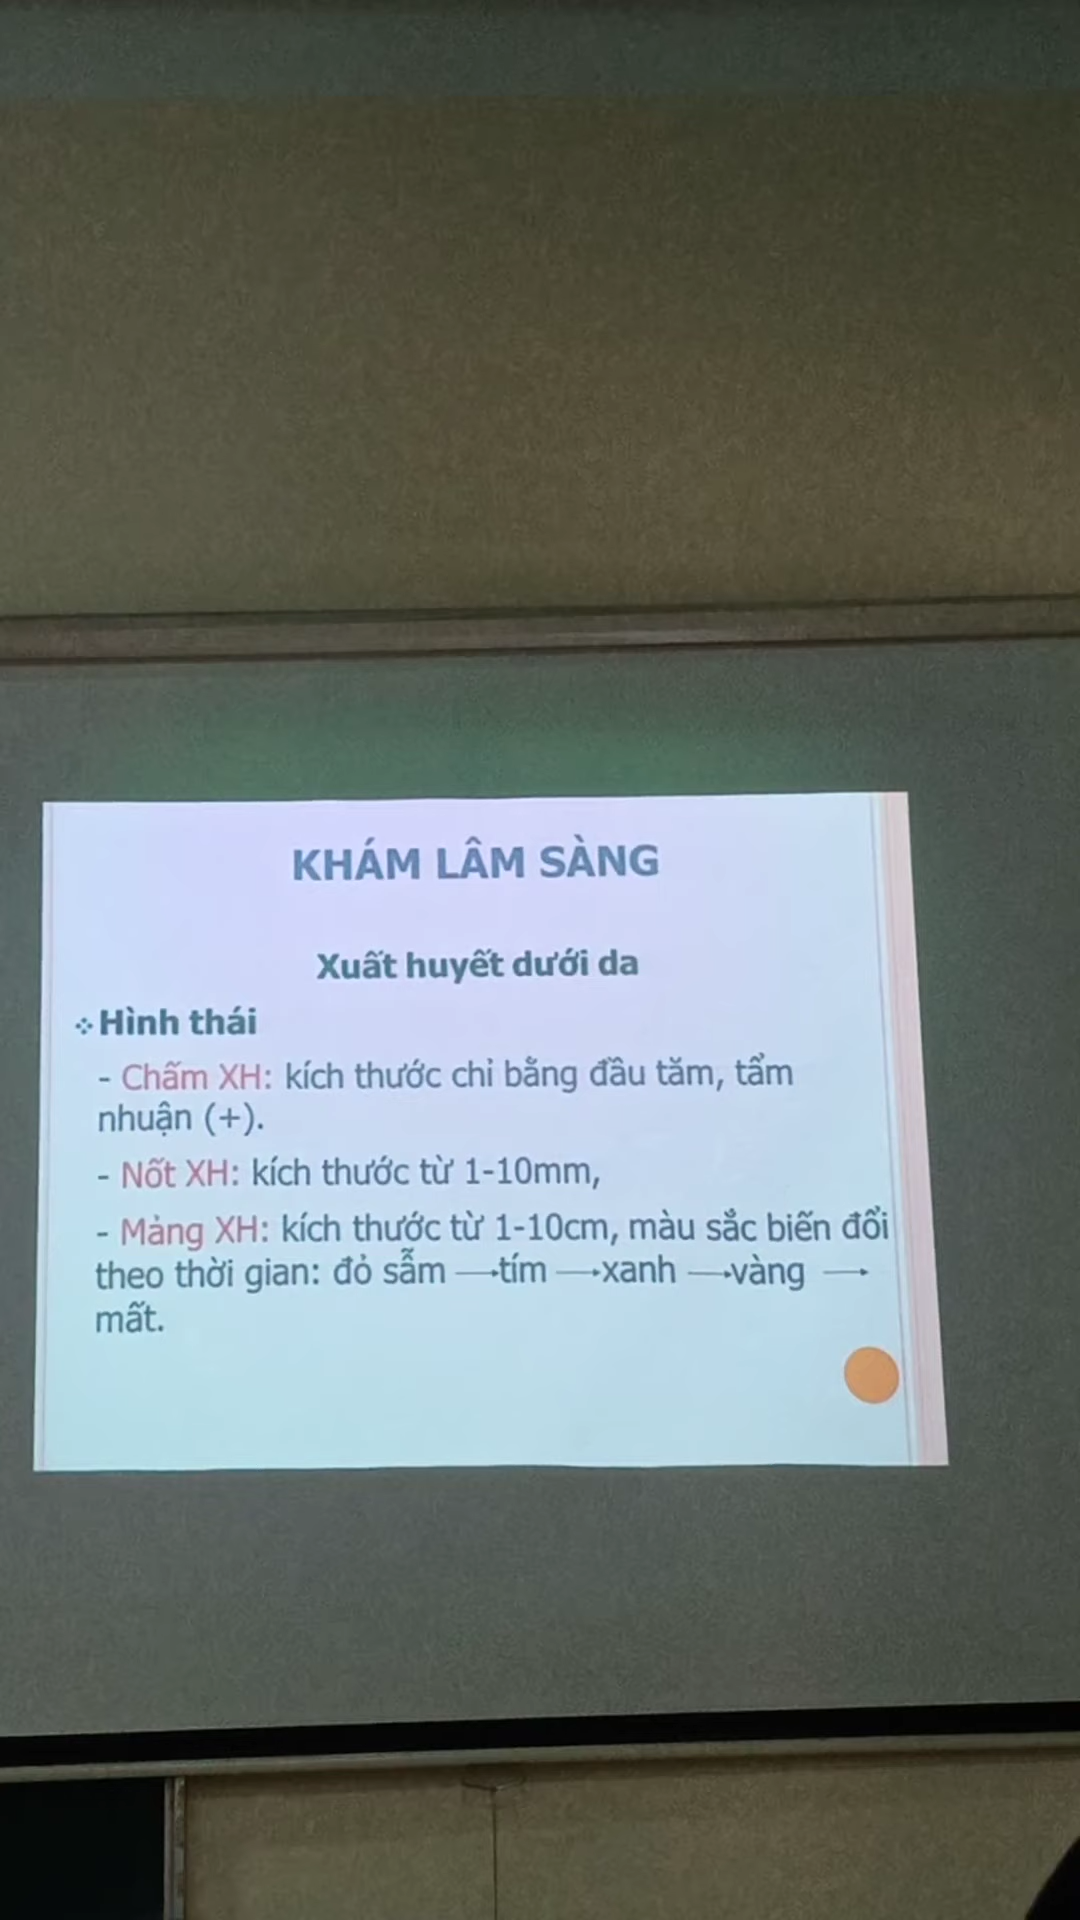 KHÁM LÂM SÀNG
Xuất huyết dưới da
❖ Hình thái
- Chấm XH: kích thước chỉ bằng đầu tăm, tẩm
nhuận (+).
- Nốt XH: kích thước từ 1-10mm,
- Mảng XH: kích thước từ 1-10cm, màu sắc biến đổi
theo thời gian: đỏ sẫm → tím → xanh → vàng →
mất.